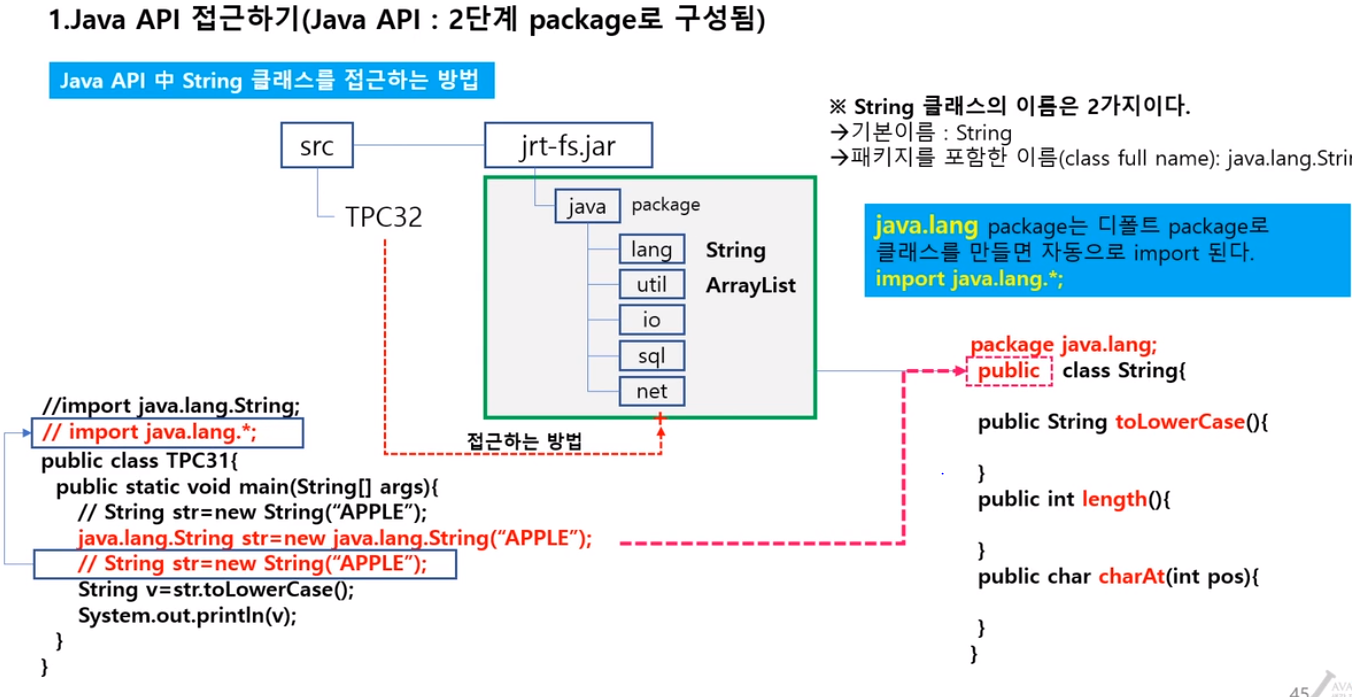 1.Java API 접근하기(Java API : 2단계 package로 구성됨)
Java API 中 String 클래스를 접근하는 방법
※ String 클래스의 이름은 2가지이다.
→기본이름 : String
→패키지를 포함한 이름(class full name): java.lang.Strin
src
jrt-fs.jar
TPC32
java package
lang String
util ArrayList
io
sql
net
java.lang package는 디폴트 package로
클래스를 만들면 자동으로 import 된다.
import java.lang.*;
접근하는 방법
//import java.lang.String;
// import java.lang.*;
public class TPC31{
public static void main(String[] args){
// String str=new String(“APPLE”);
java.lang.String str=new java.lang.String(“APPLE”);
// String str=new String(“APPLE”);
String v=str.toLowerCase();
System.out.println(v);
}
}
package java.lang;
public class String{
public String toLowerCase(){
}
public int length(){
}
public char charAt(int pos){
}
}
45